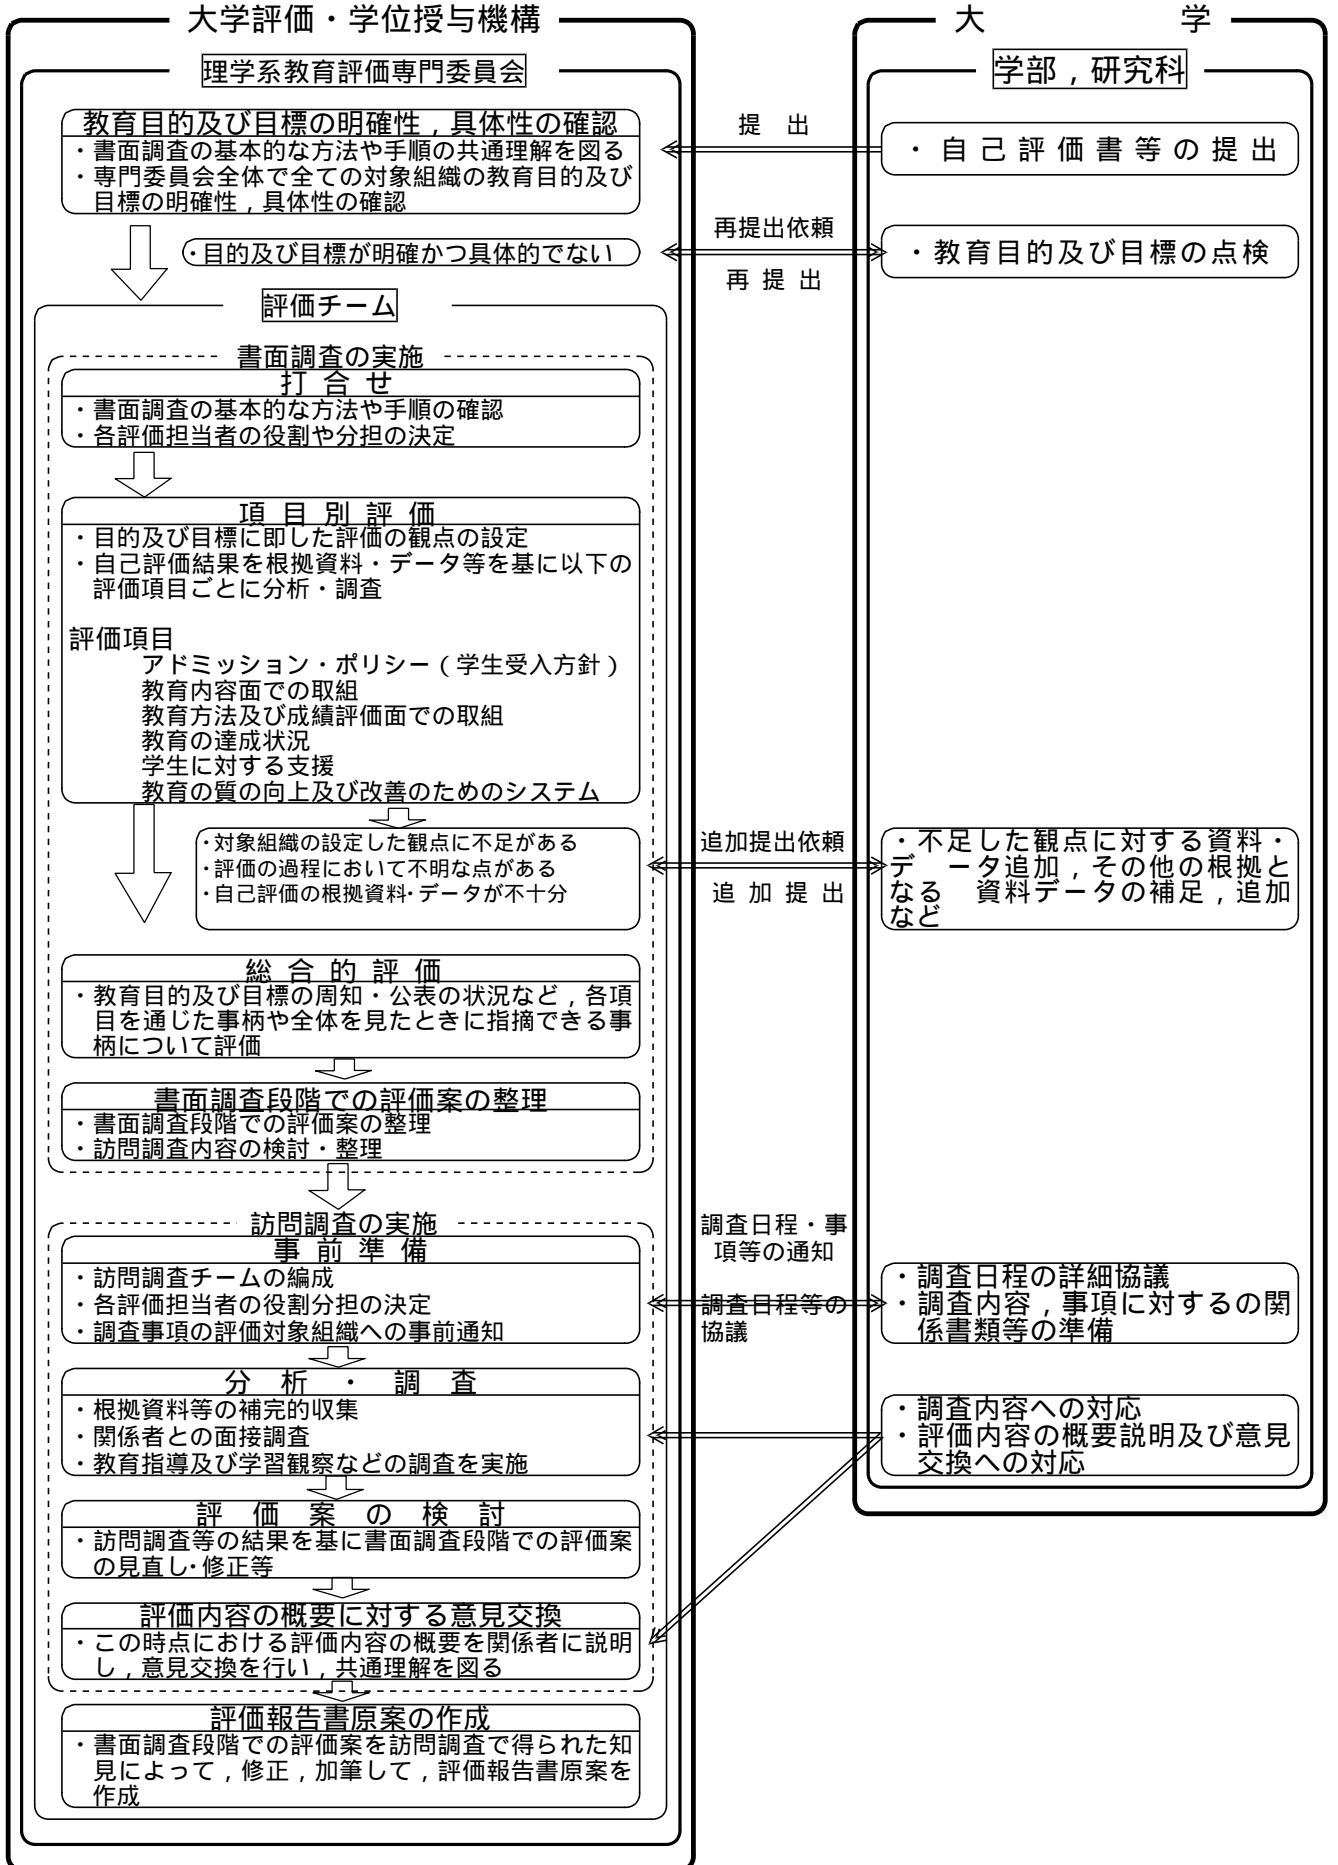 大学評価・学位授与機構
理学系教育評価専門委員会
教育目的及び目標の明確性，具体性の確認
・書面調査の基本的な方法や手順の共通理解を図る
・専門委員会全体で全ての対象組織の教育目的及び
目標の明確性，具体性の確認
・目的及び目標が明確かつ具体的でない
評価チーム
書面調査の実施
打 合 せ
・書面調査の基本的な方法や手順の確認
・各評価担当者の役割や分担の決定
項 目 別 評 価
・目的及び目標に即した評価の観点の設定
・自己評価結果を根拠資料・データ等を基に以下の
評価項目ごとに分析・調査
評価項目
アドミッション・ポリシー（学生受入方針）
教育内容面での取組
教育方法及び成績評価面での取組
教育の達成状況
学生に対する支援
教育の質の向上及び改善のためのシステム
・対象組織の設定した観点に不足がある
・評価の過程において不明な点がある
・自己評価の根拠資料・データが不十分
総 合 的 評 価
・教育目的及び目標の周知・公表の状況など，各項
目を通じた事柄や全体を見たときに指摘できる事
柄について評価
書面調査段階での評価案の整理
・書面調査段階での評価案の整理
・訪問調査内容の検討・整理
訪問調査の実施
事 前 準 備
・訪問調査チームの編成
・各評価担当者の役割分担の決定
・調査事項の評価対象組織への事前通知
分 析 ・ 調 査
・根拠資料等の補完的収集
・関係者との面接調査
・教育指導及び学習観察などの調査を実施
評 価 案 の 検 討
・訪問調査等の結果を基に書面調査段階での評価案
の見直し・修正等
評価内容の概要に対する意見交換
・この時点における評価内容の概要を関係者に説明
し，意見交換を行い，共通理解を図る
評価報告書原案の作成
・書面調査段階での評価案を訪問調査で得られた知
見によって，修正，加筆して，評価報告書原案を
作成
提 出
再提出依頼
再 提 出
追加提出依頼
追 加 提 出
調査日程・事
項等の通知
調査日程等の
協議
大 学
学部，研究科
・自己評価書等の提出
・教育目的及び目標の点検
・不足した観点に対する資料・
デ ータ追加，その他の根拠と
なる 資料データの補足，追加
など
・調査日程の詳細協議
・調査内容，事項に対するの関
係書類等の準備
・調査内容への対応
・評価内容の概要説明及び意見
交換への対応